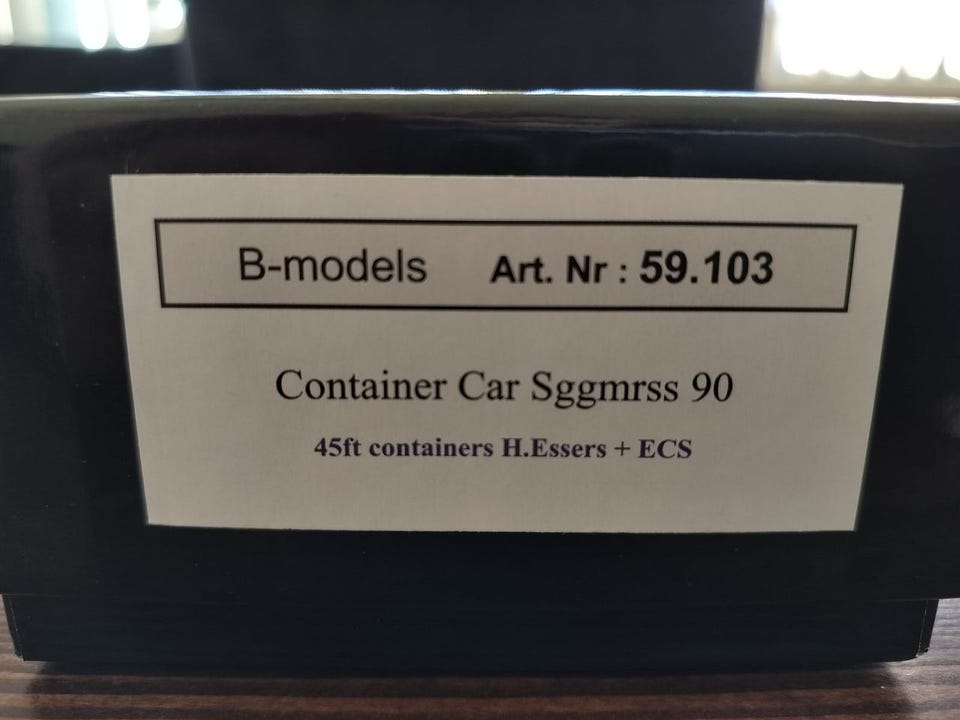 B-models Art. Nr : 59.103
Container Car Sggmrss 90
45ft containers H.Essers + ECS